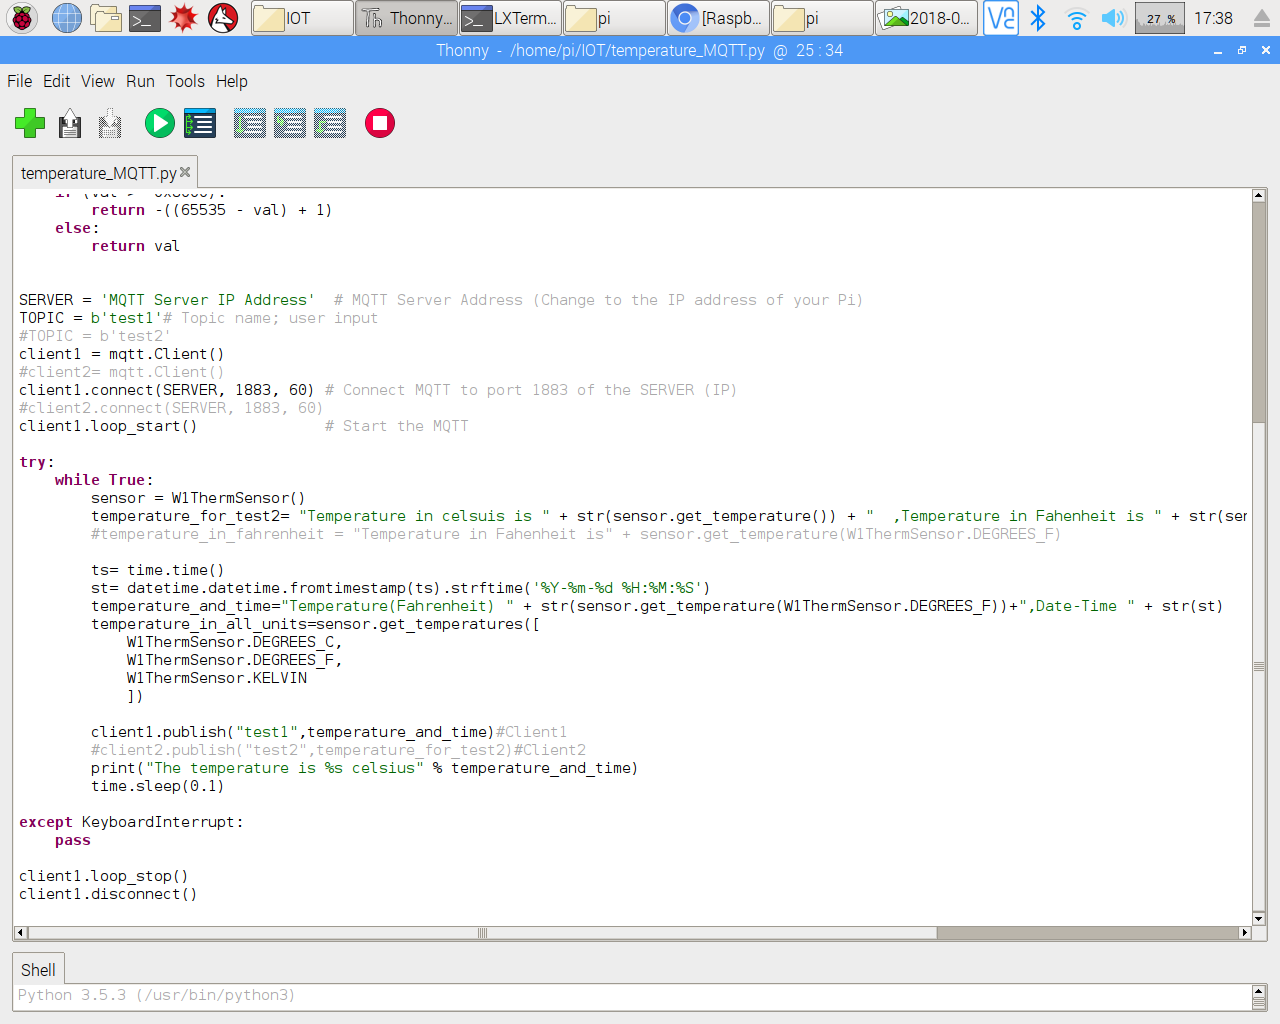 IOT
Thonny...
LXTerm...
pi
[Raspb...
pi
2018-0...
27 %
17:38
Thonny - /home/pi/IOT/temperature_MQTT.py @ 25 : 34
File Edit View Run Tools Help
temperature_MQTT.py
return -((65535 - val) + 1)
else:
return val
SERVER = 'MQTT Server IP Address'  # MQTT Server Address (Change to the IP address of your Pi)
TOPIC = b'test1'# Topic name; user input
#TOPIC = b'test2'
client1 = mqtt.Client()
#client2= mqtt.Client()
client1.connect(SERVER, 1883, 60) # Connect MQTT to port 1883 of the SERVER (IP)
#client2.connect(SERVER, 1883, 60)
client1.loop_start()              # Start the MQTT
try:
while True:
sensor = W1ThermSensor()
temperature_for_test2= "Temperature in celsuis is " + str(sensor.get_temperature()) + "  ,Temperature in Fahenheit is " + str(sen
#temperature_in_fahrenheit = "Temperature in Fahenheit is" + sensor.get_temperature(W1ThermSensor.DEGREES_F)
ts= time.time()
st= datetime.datetime.fromtimestamp(ts).strftime('%Y-%m-%d %H:%M:%S')
temperature_and_time="Temperature(Fahrenheit) " + str(sensor.get_temperature(W1ThermSensor.DEGREES_F))+",Date-Time " + str(st)
temperature_in_all_units=sensor.get_temperatures([
W1ThermSensor.DEGREES_C,
W1ThermSensor.DEGREES_F,
W1ThermSensor.KELVIN
])
client1.publish("test1",temperature_and_time)#Client1
#client2.publish("test2",temperature_for_test2)#Client2
print("The temperature is %s celsius" % temperature_and_time)
time.sleep(0.1)
except KeyboardInterrupt:
pass
client1.loop_stop()
client1.disconnect()
Shell
Python 3.5.3 (/usr/bin/python3)